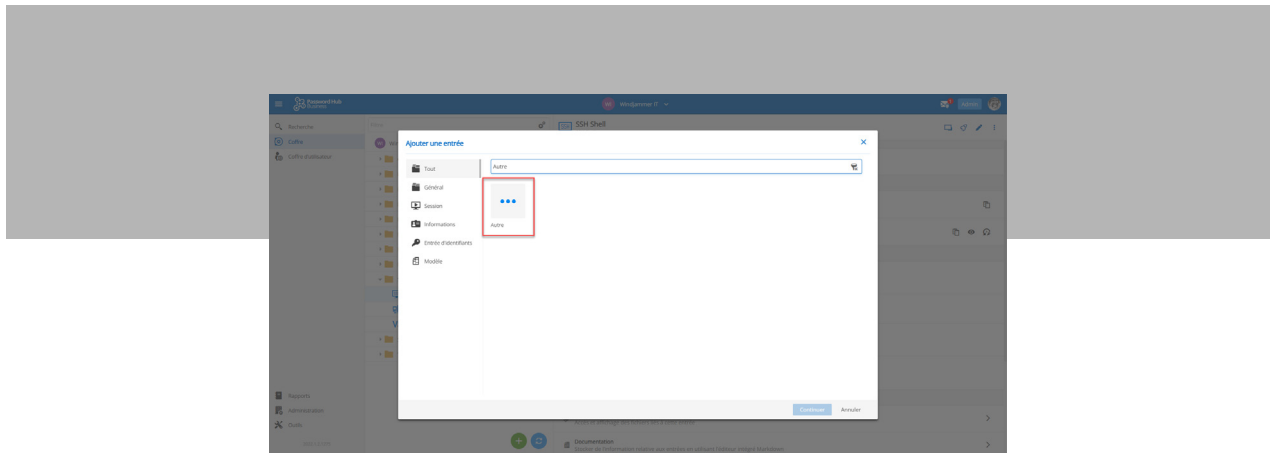 Password Hub
Business
Windjammer IT
Admin
Recherche
SSH Shell
Coffre
Coffre d'utilisateur
Ajouter une entrée
Tout
Autre
Général
Session
Informations
Autre
Entrée d'identifiants
Modèle
Continuer
Annuler
Rapports
Administration
Outils
Documentation